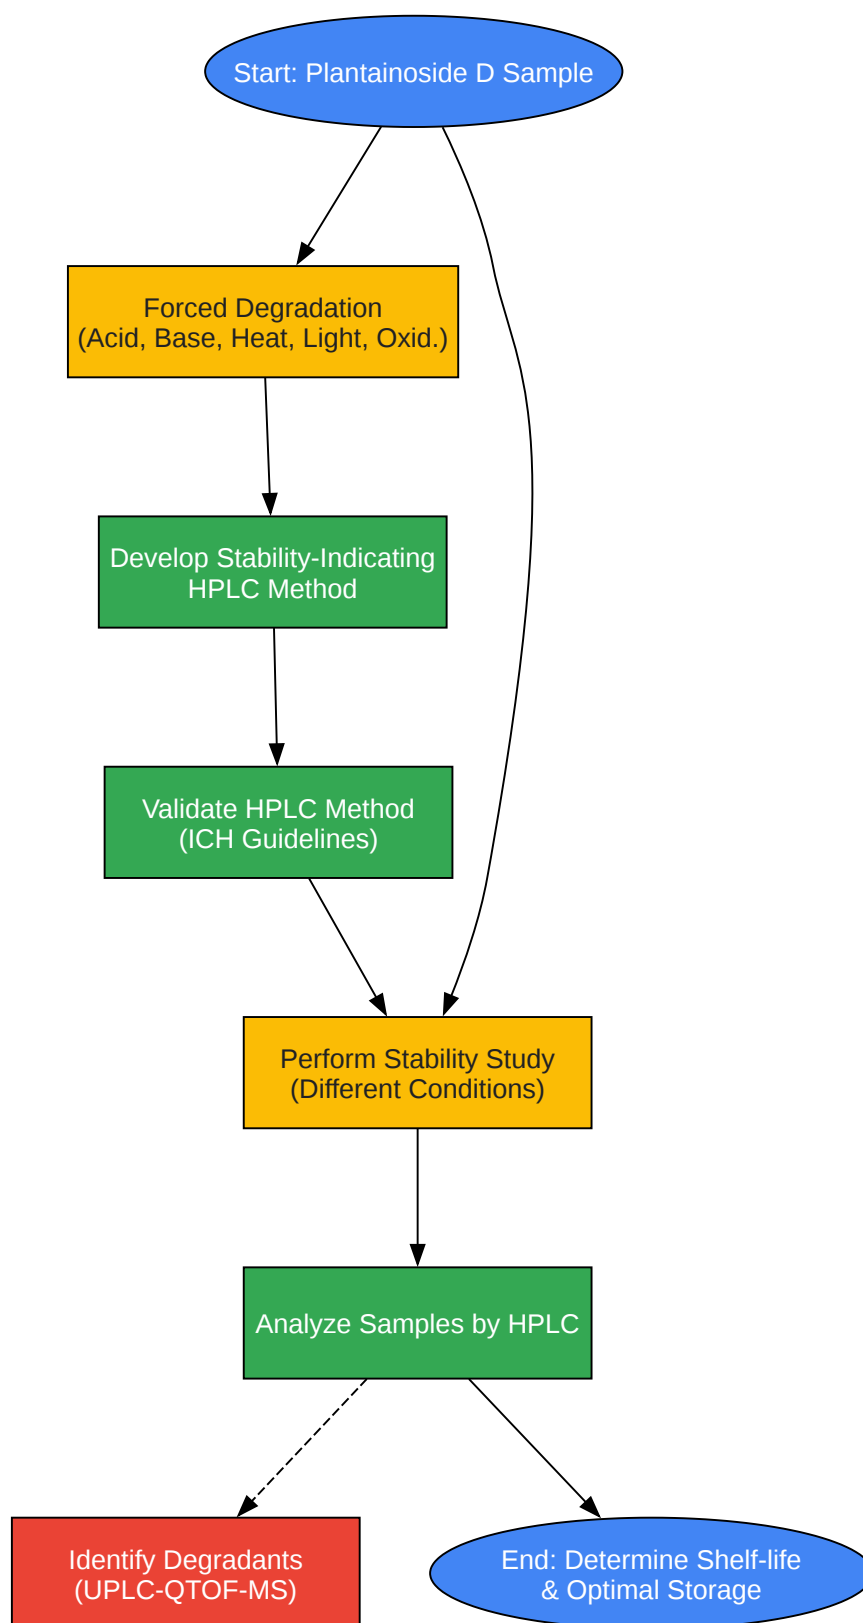 Start: Plantainoside D Sample
Forced Degradation
(Acid, Base, Heat, Light, Oxid.)
Develop Stability-Indicating
HPLC Method
Validate HPLC Method
(ICH Guidelines)
Perform Stability Study
(Different Conditions)
Analyze Samples by HPLC
Identify Degradants
(UPLC-QTOF-MS)
End: Determine Shelf-life
& Optimal Storage